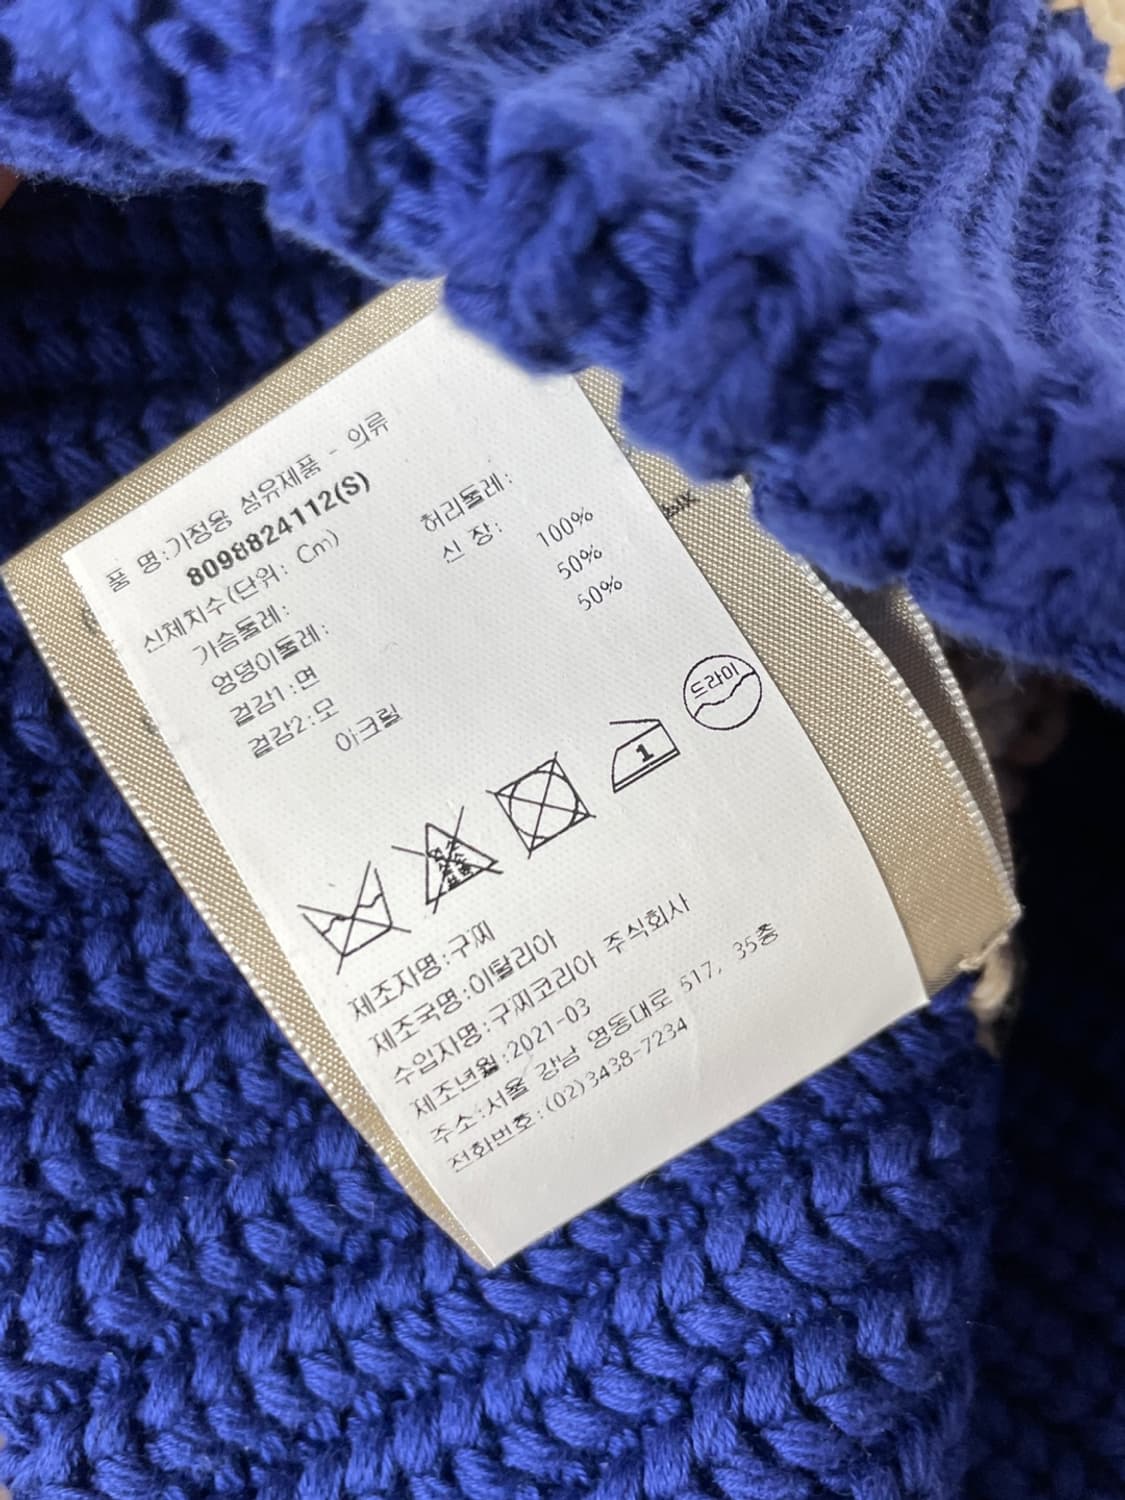 품 명:가정용 섬유제품 - 의류
8098824112(S)
신체치수(단위: Cm)
가슴둘레: 허리둘레:
엉덩이둘레: 신 장:
겉감1:면 100%
겉감2:모 50%
아크릴 50%
1
드라이
제조자명:구찌
제조국명:이탈리아
수입자명:구찌코리아 주식회사
제조년월:2021-03
주소:서울 강남 영동대로 517, 35층
전화번호:(02)3438-7234